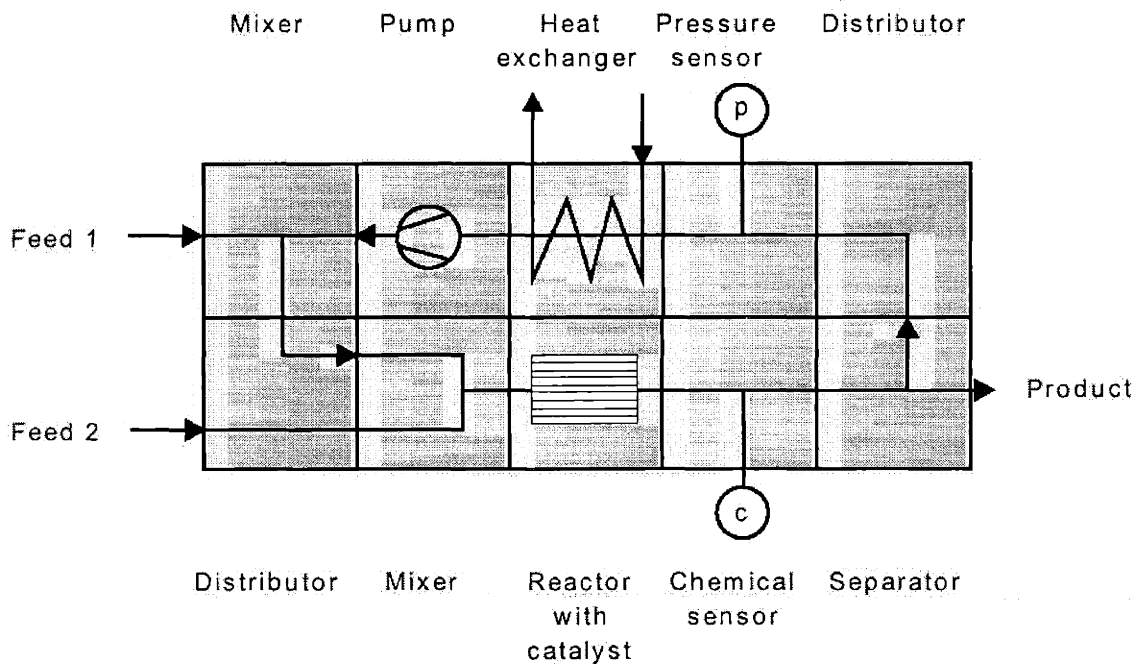 Mixer Pump Heat Pressure Distributor
exchanger sensor
p
Feed 1
Feed 2
Product
c
Distributor Mixer Reactor Chemical Separator
with sensor
catalyst